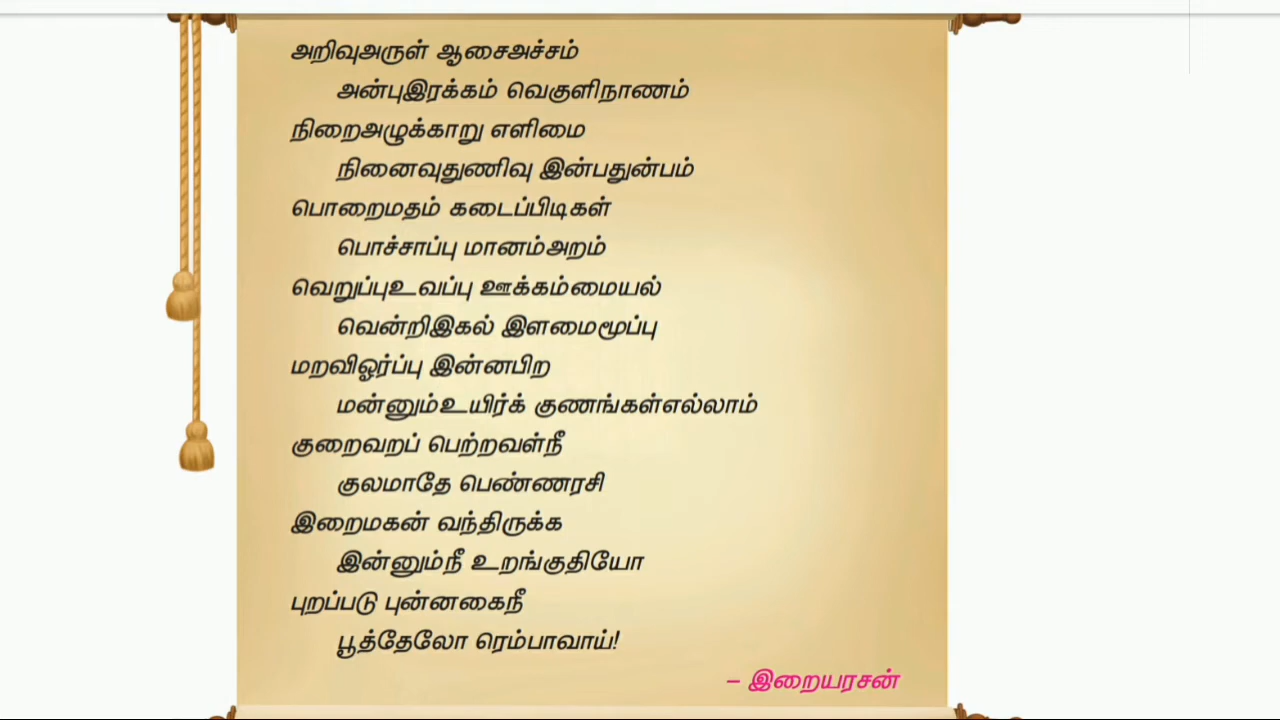 அறிவுஅருள் ஆசைஅச்சம்
அன்புஇரக்கம் வெகுளிநாணம்
நிறைஅழுக்காறு எளிமை
நினைவுதுணிவு இன்பதுன்பம்
பொறைமதம் கடைப்பிடிகள்
பொச்சாப்பு மானம்அறம்
வெறுப்புஉவப்பு ஊக்கம்மையல்
வென்றிஇகல் இளமைமூப்பு
மறவிஓர்ப்பு இன்னபிற
மன்னும்உயிர்க் குணங்கள்எல்லாம்
குறைவறப் பெற்றவள்நீ
குலமாதே பெண்ணரசி
இறைமகன் வந்திருக்க
இன்னும்நீ உறங்குதியோ
புறப்படு புன்னகைநீ
பூத்தேலோ ரெம்பாவாய்!
– இறையரசன்